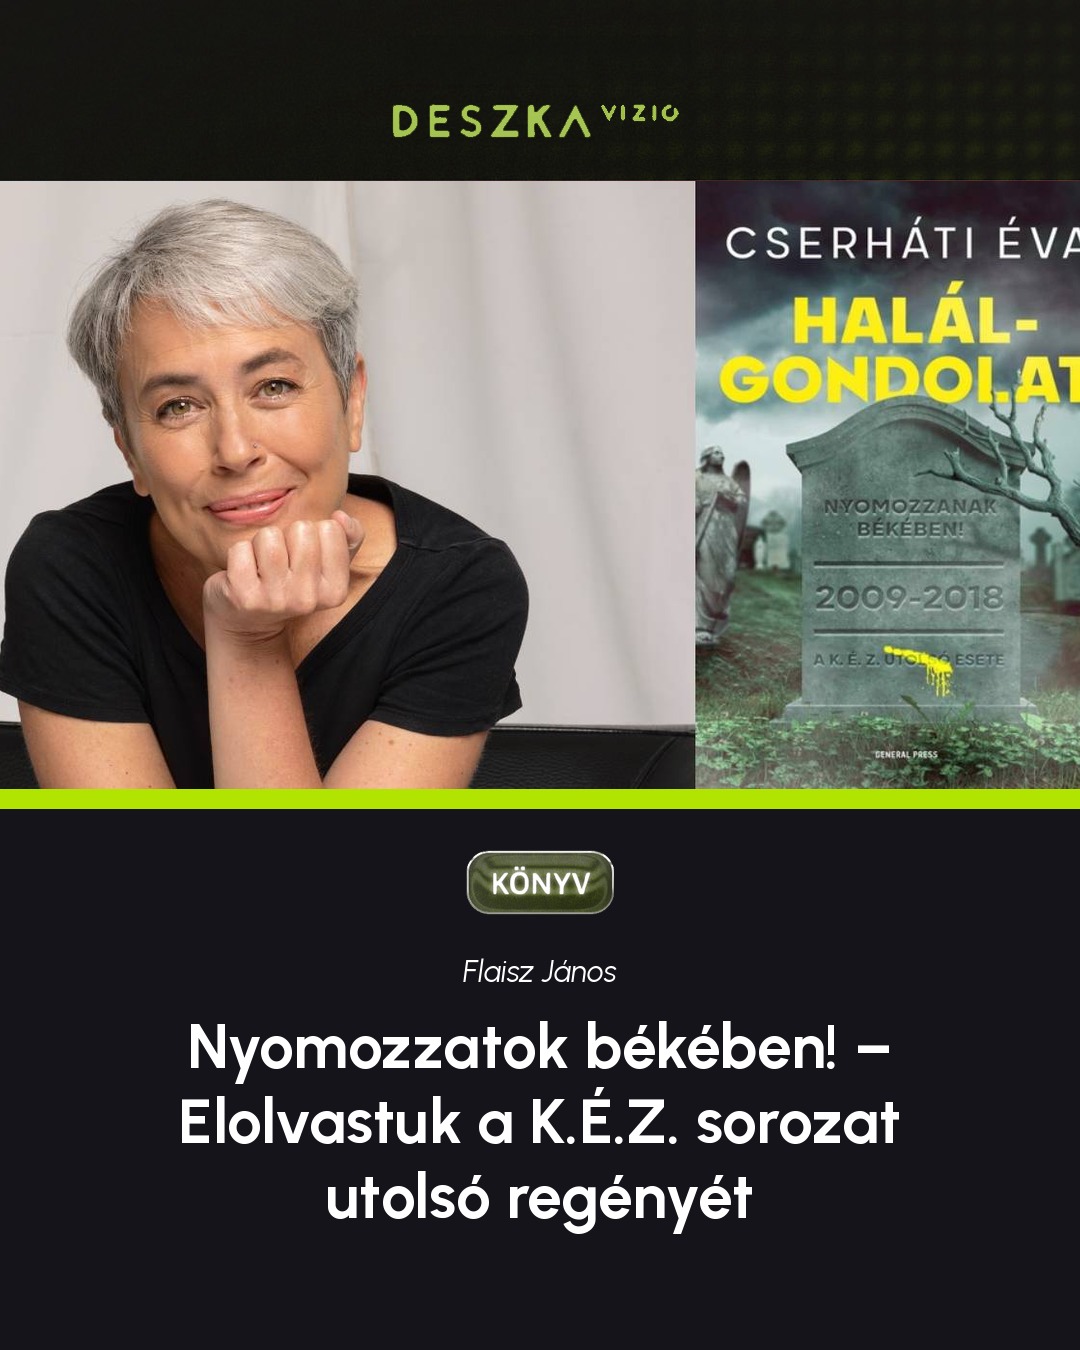 DESZKA VIZIO
CSERHÁTI ÉVA
HALÁL-
GONDOLAT
NYOMOZZANAK
BÉKÉBEN!
2009-2018
A K. É. Z. UTOLSÓ ESETE
GENERAL PRESS
KÖNYV
Flaisz János
Nyomozzatok békében! –
Elolvastuk a K.É.Z. sorozat
utolsó regényét